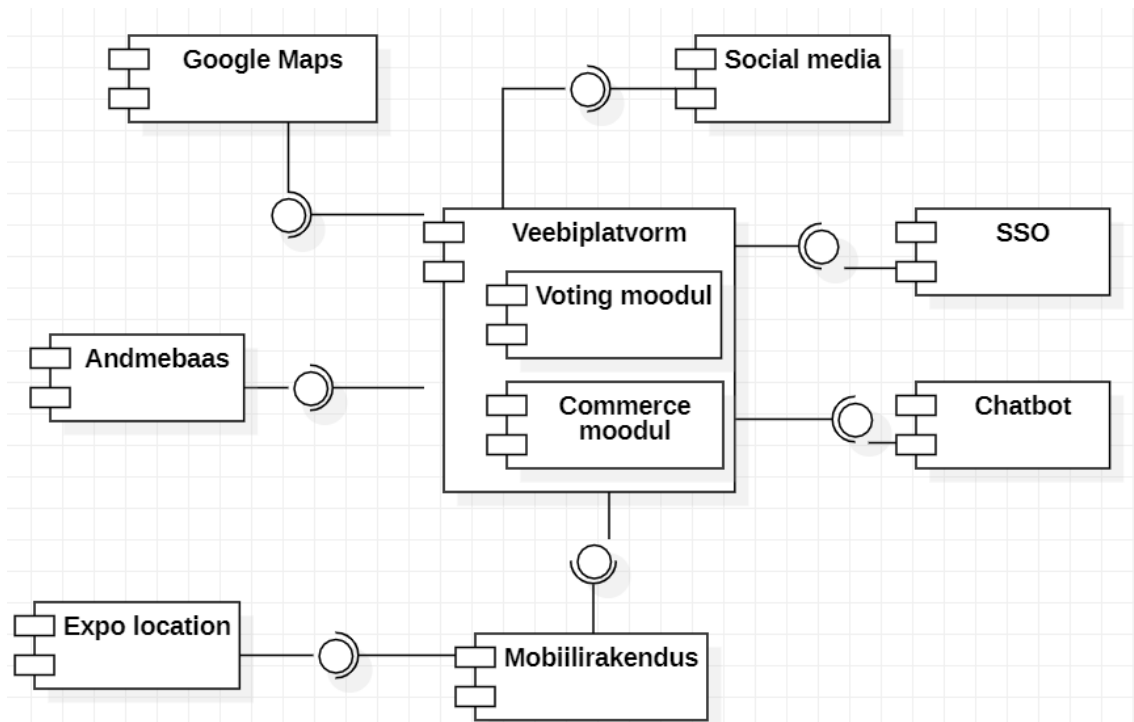 Google Maps
Social media
Veebiplatvorm
SSO
Voting moodul
Andmebaas
Commerce
moodul
Chatbot
Expo location
Mobiilirakendus